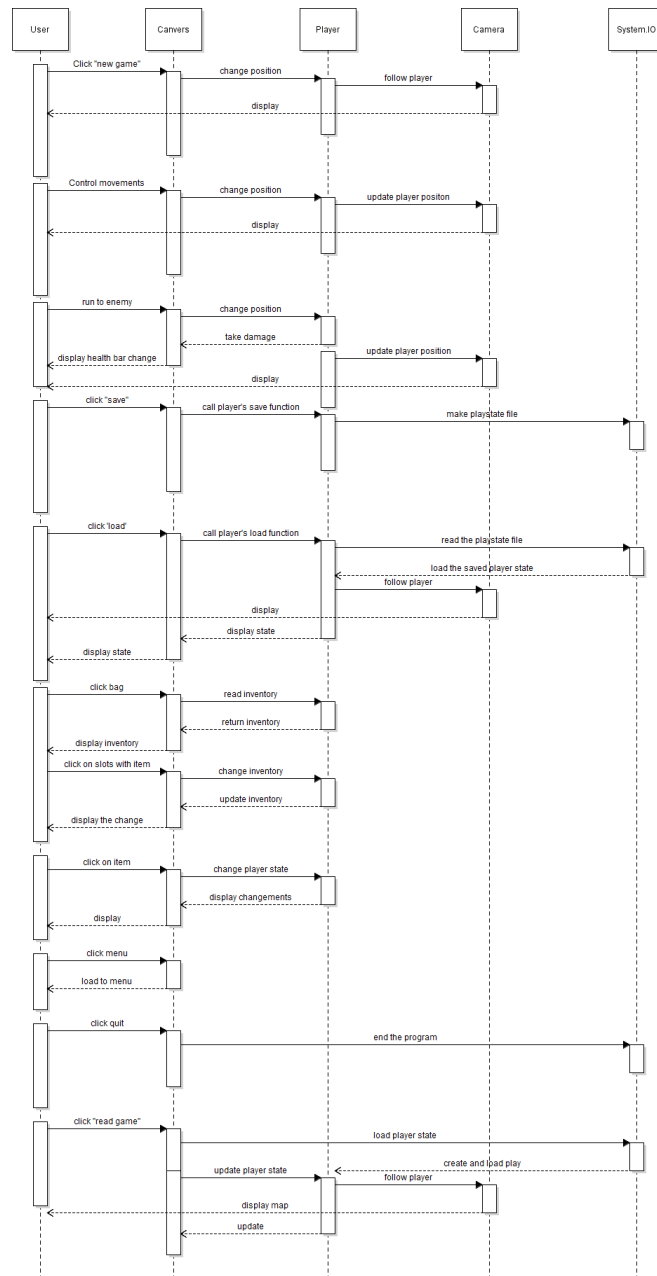 User
Canvers
Player
Camera
System.IO
Click "new game"
change position
follow player
display
Control movements
change position
update player positon
display
run to enemy
change position
take damage
update player position
display health bar change
display
click "save"
call player's save function
make playstate file
click 'load'
call player's load function
read the playstate file
load the saved player state
follow player
display
display state
display state
click bag
read inventory
return inventory
display inventory
click on slots with item
change inventory
update inventory
display the change
click on item
change player state
display changements
display
click menu
load to menu
click quit
end the program
click "read game"
load player state
create and load play
update player state
follow player
display map
update